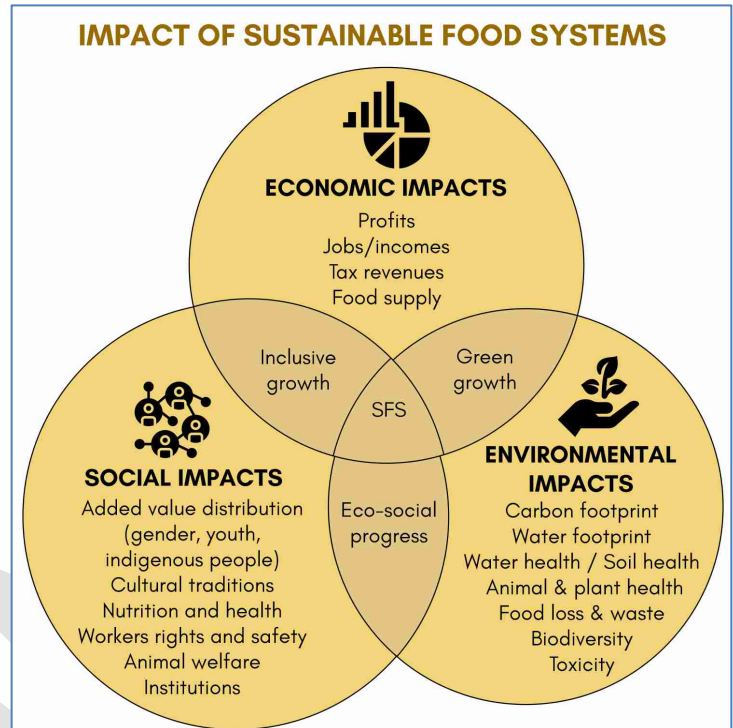 IMPACT OF SUSTAINABLE FOOD SYSTEMS
ECONOMIC IMPACTS
Profits
Jobs/incomes
Tax revenues
Food supply
Inclusive
growth
Green
growth
SFS
SOCIAL IMPACTS
Added value distribution
(gender, youth,
indigenous people)
Cultural traditions
Nutrition and health
Workers rights and safety
Animal welfare
Institutions
Eco-social
progress
ENVIRONMENTAL
IMPACTS
Carbon footprint
Water footprint
Water health / Soil health
Animal & plant health
Food loss & waste
Biodiversity
Toxicity